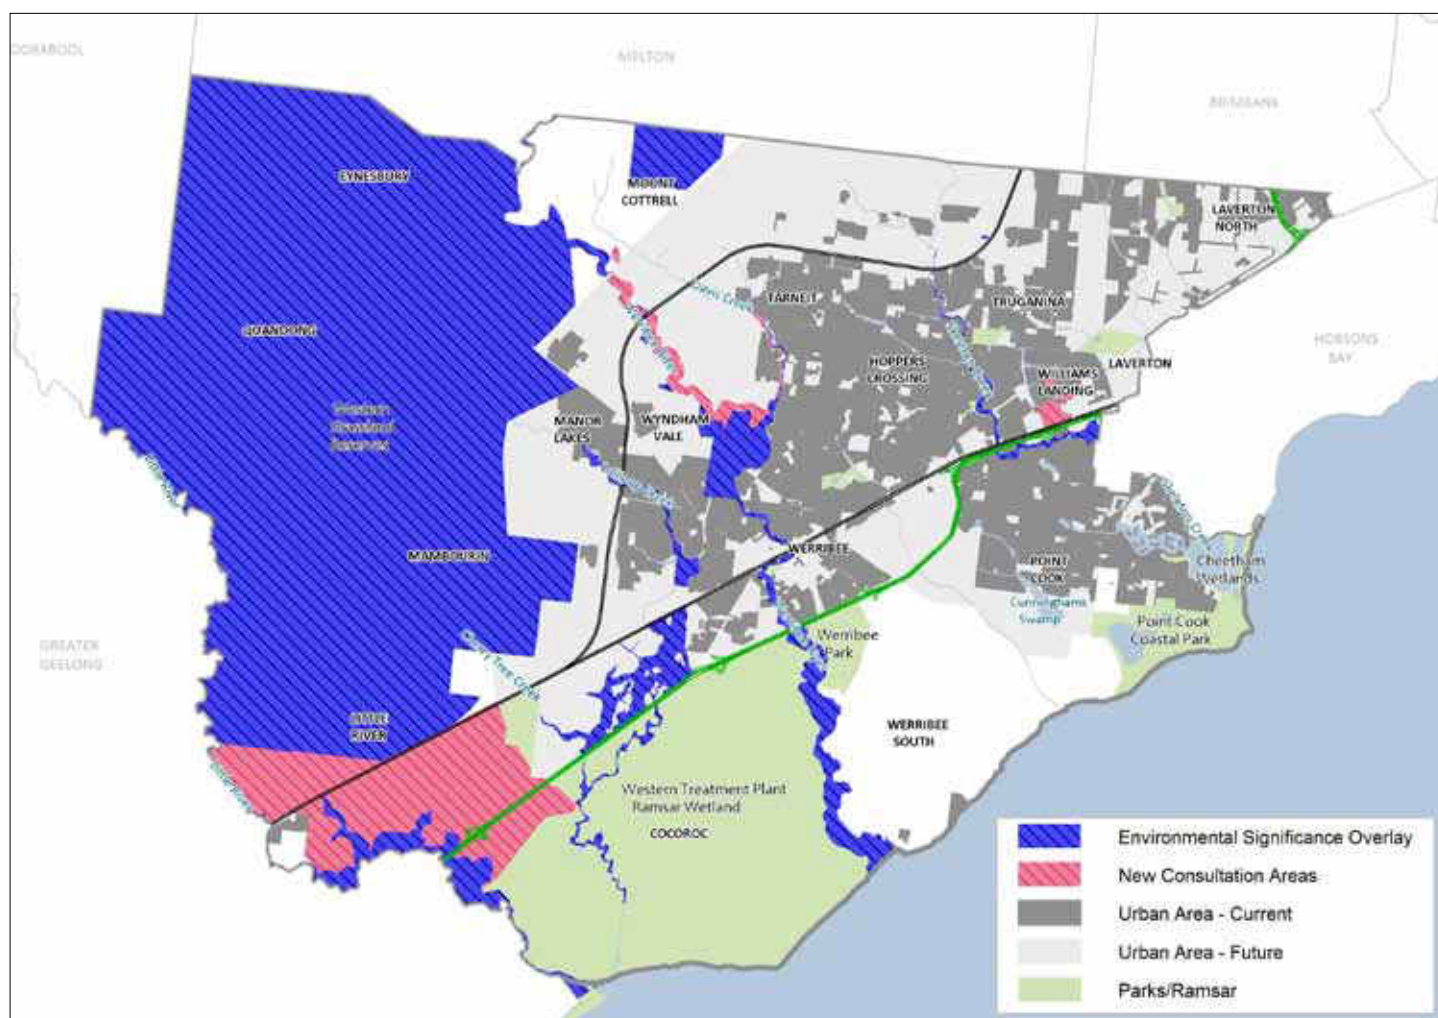 MELTON
BRIMBANK
EYNESBURY
MOUNT
COTTRELL
LAVERTON
NORTH
TARNEIT
TRUGANINA
QUANDONG
HOBSONS
BAY
HOPPERS
CROSSING
WILLIAMS
LANDING
LAVERTON
Western
Grassland
Reserves
MANOR
LAKES
WYNDHAM
VALE
MAMBOURIN
WERRIBEE
POINT
COOK
Cheetham
Wetlands
Cunninghams
Swamp
Point Cook
Coastal Park
Werribee
Park
GREATER
GEELONG
LITTLE
RIVER
WERRIBEE
SOUTH
Little River
Western Treatment Plant
Ramsar Wetland
COCOROC
Environmental Significance Overlay
New Consultation Areas
Urban Area - Current
Urban Area - Future
Parks/Ramsar